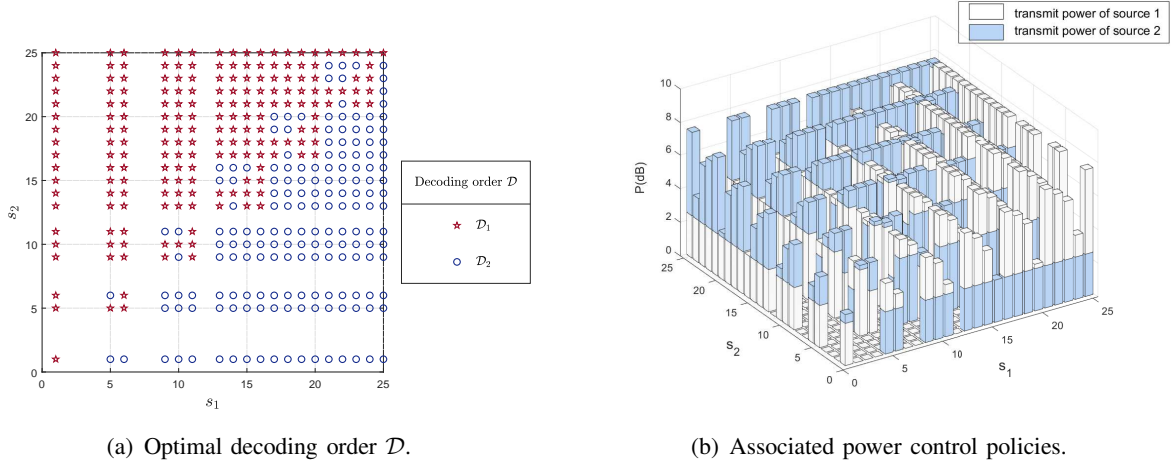 25
20
15
10
5
0
s₂
0
5
10
15
20
25
s₁
Decoding order 𝒟
𝒟₁
𝒟₂
(a) Optimal decoding order 𝒟.
transmit power of source 1
transmit power of source 2
10
8
6
4
2
0
P(dB)
25
20
15
10
5
0
s₂
0
5
10
15
20
25
s₁
(b) Associated power control policies.